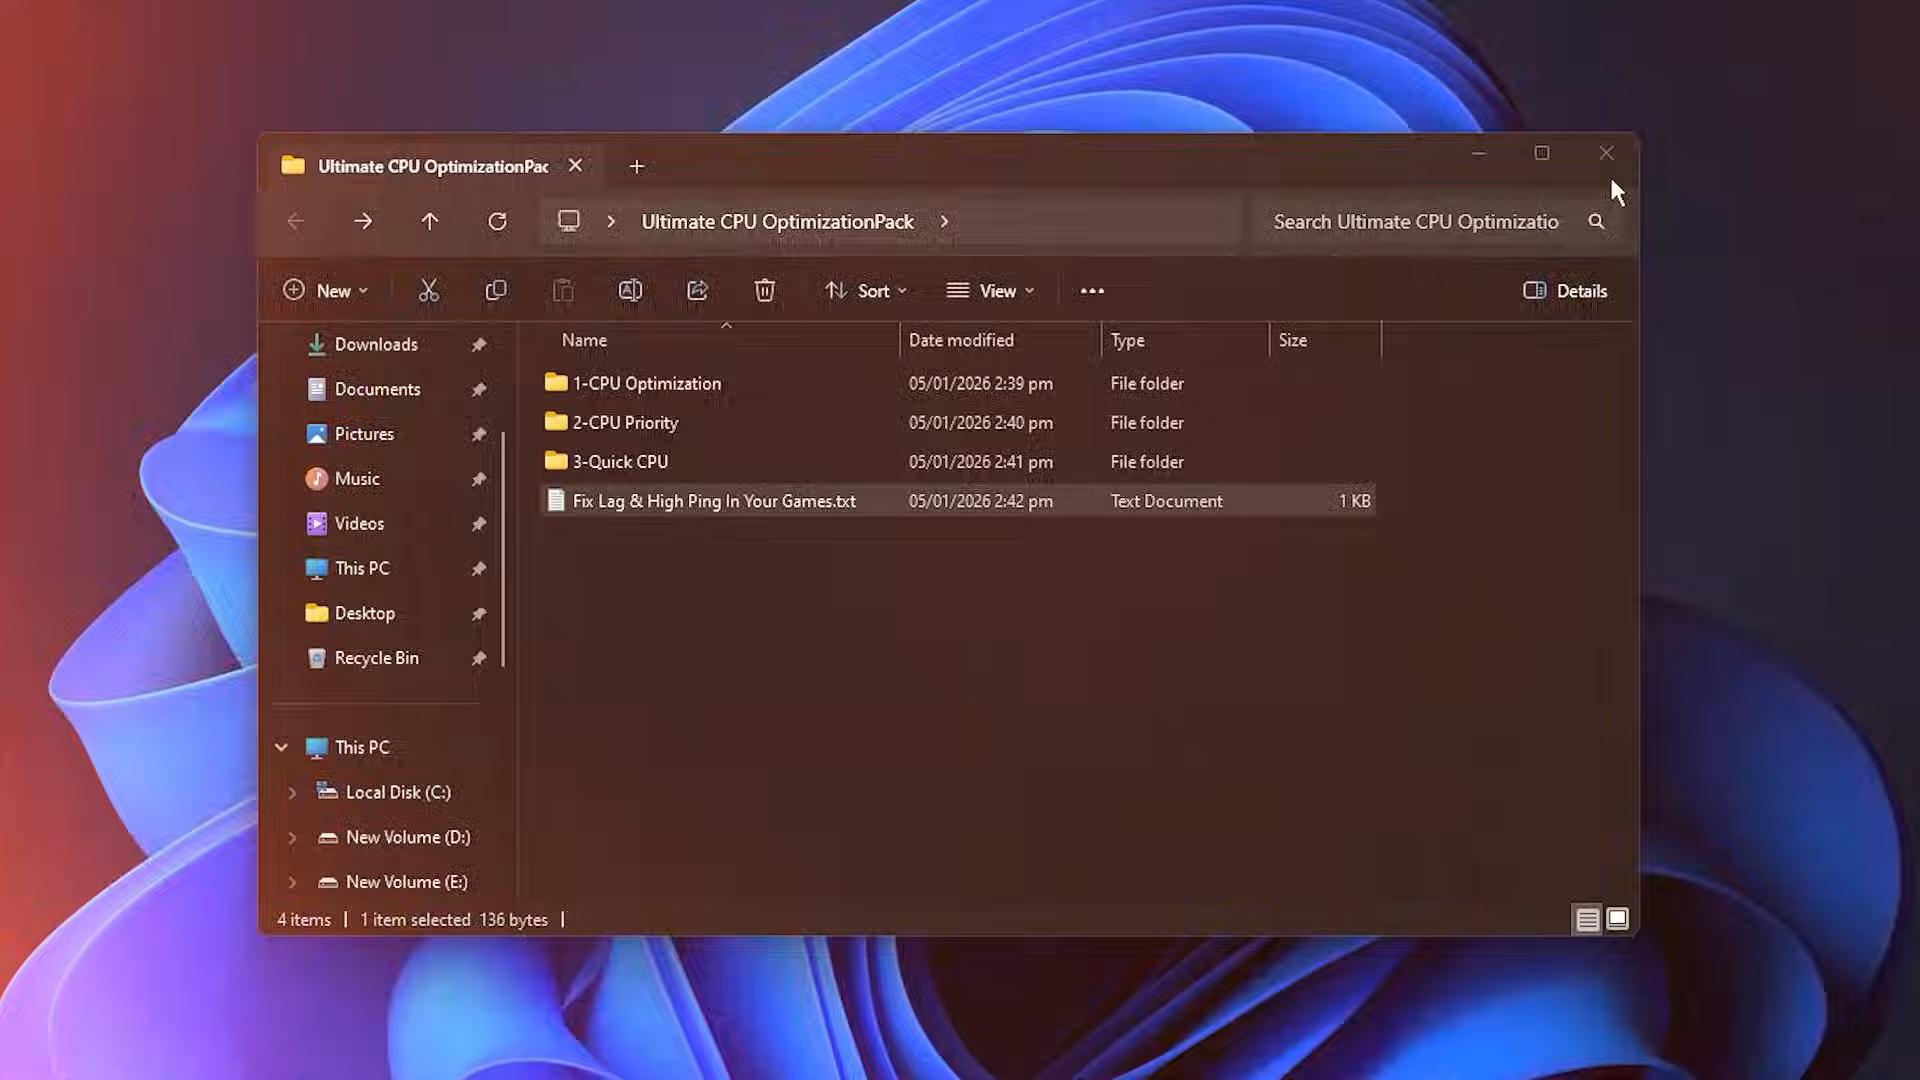 Ultimate CPU OptimizationPac
Ultimate CPU OptimizationPack
Search Ultimate CPU Optimizatio
New
Sort
View
Details
Name Date modified Type Size
Downloads
Documents
Pictures
Music
Videos
This PC
Desktop
Recycle Bin
This PC
Local Disk (C:)
New Volume (D:)
New Volume (E:)
1-CPU Optimization 05/01/2026 2:39 pm File folder
2-CPU Priority 05/01/2026 2:40 pm File folder
3-Quick CPU 05/01/2026 2:41 pm File folder
Fix Lag & High Ping In Your Games.txt 05/01/2026 2:42 pm Text Document 1 KB
4 items | 1 item selected 136 bytes |